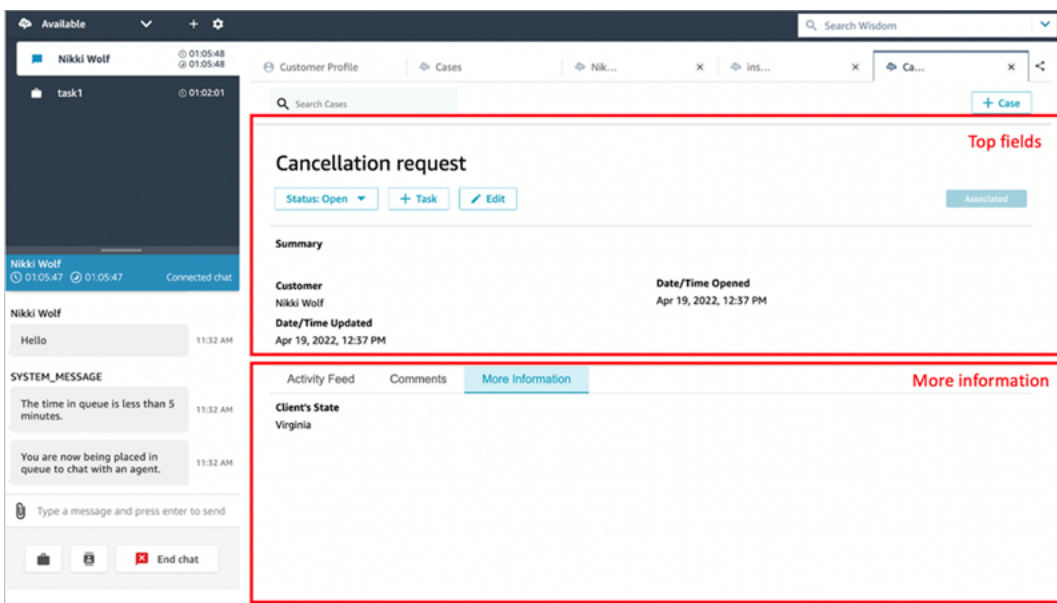 Available
Search Wisdom
Nikki Wolf
01:05:48
01:05:48
task1
01:02:01
Customer Profile
Cases
Nik...
ins...
Ca...
Search Cases
+ Case
Top fields
Cancellation request
Status: Open
+ Task
Edit
Associated
Summary
Customer
Nikki Wolf
Date/Time Opened
Apr 19, 2022, 12:37 PM
Date/Time Updated
Apr 19, 2022, 12:37 PM
Nikki Wolf
01:05:47 01:05:47 Connected chat
Nikki Wolf
Hello
11:32 AM
SYSTEM_MESSAGE
The time in queue is less than 5
minutes.
11:32 AM
You are now being placed in
queue to chat with an agent.
11:32 AM
Type a message and press enter to send
End chat
Activity Feed
Comments
More Information
More information
Client's State
Virginia